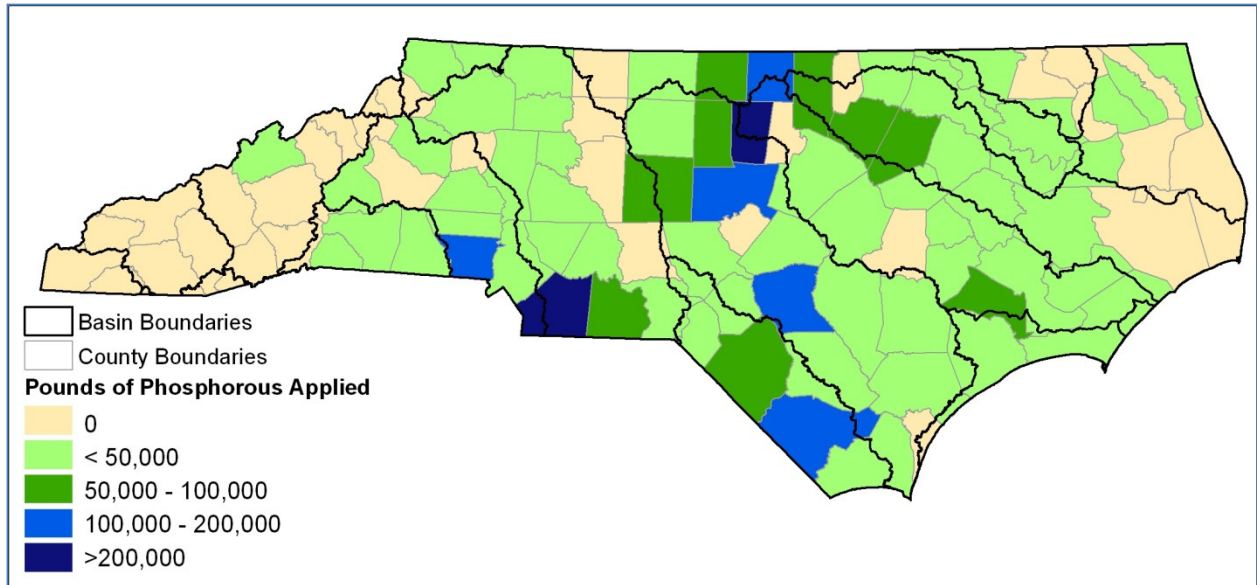 Basin Boundaries
County Boundaries
Pounds of Phosphorous Applied
0
< 50,000
50,000 - 100,000
100,000 - 200,000
>200,000